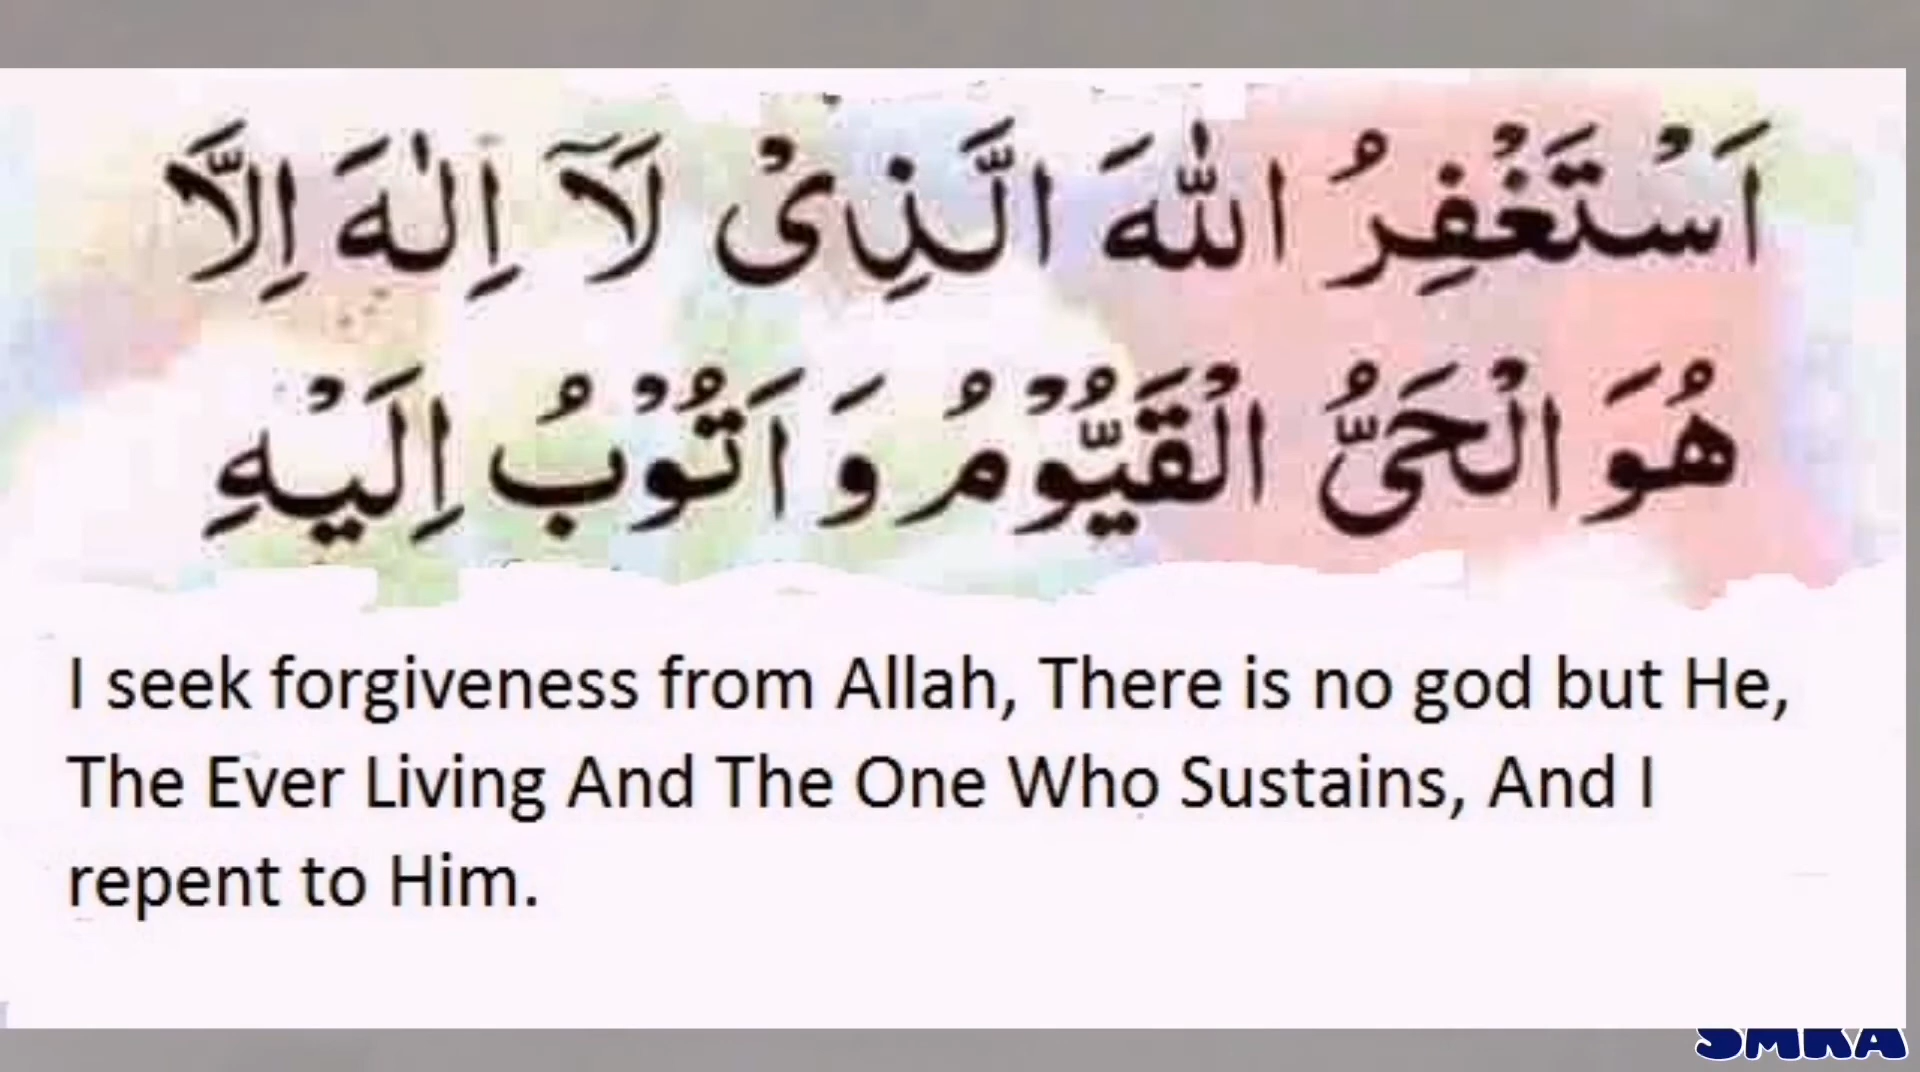 اَسْتَغْفِرُ اللّٰهَ الَّذِیْ لَآ اِلٰهَ اِلَّا
هُوَ الْحَیُّ الْقَیُّوْمُ وَ اَتُوْبُ اِلَیْهِ
I seek forgiveness from Allah, There is no god but He,
The Ever Living And The One Who Sustains, And I
repent to Him.
SMKA